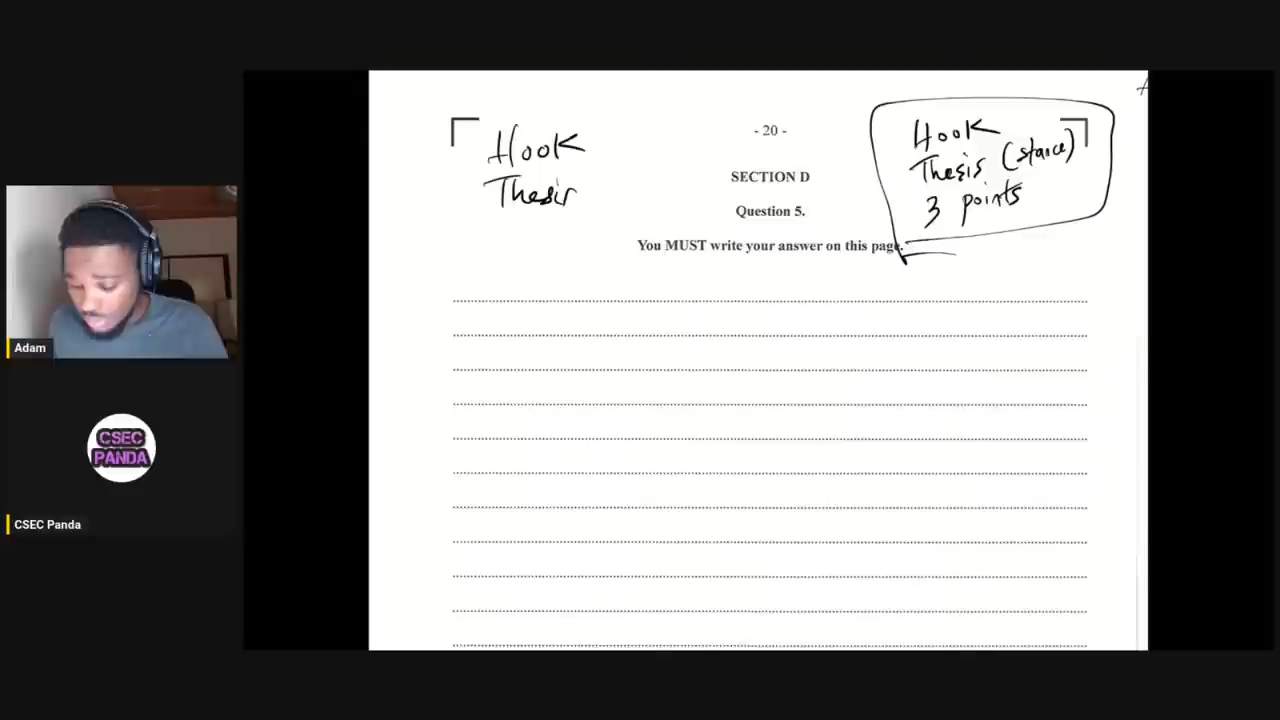 Hook
Thesis
- 20 -
SECTION D
Question 5.
You MUST write your answer on this page.
Hook
Thesis (stance)
3 points
Adam
CSEC
PANDA
CSEC Panda